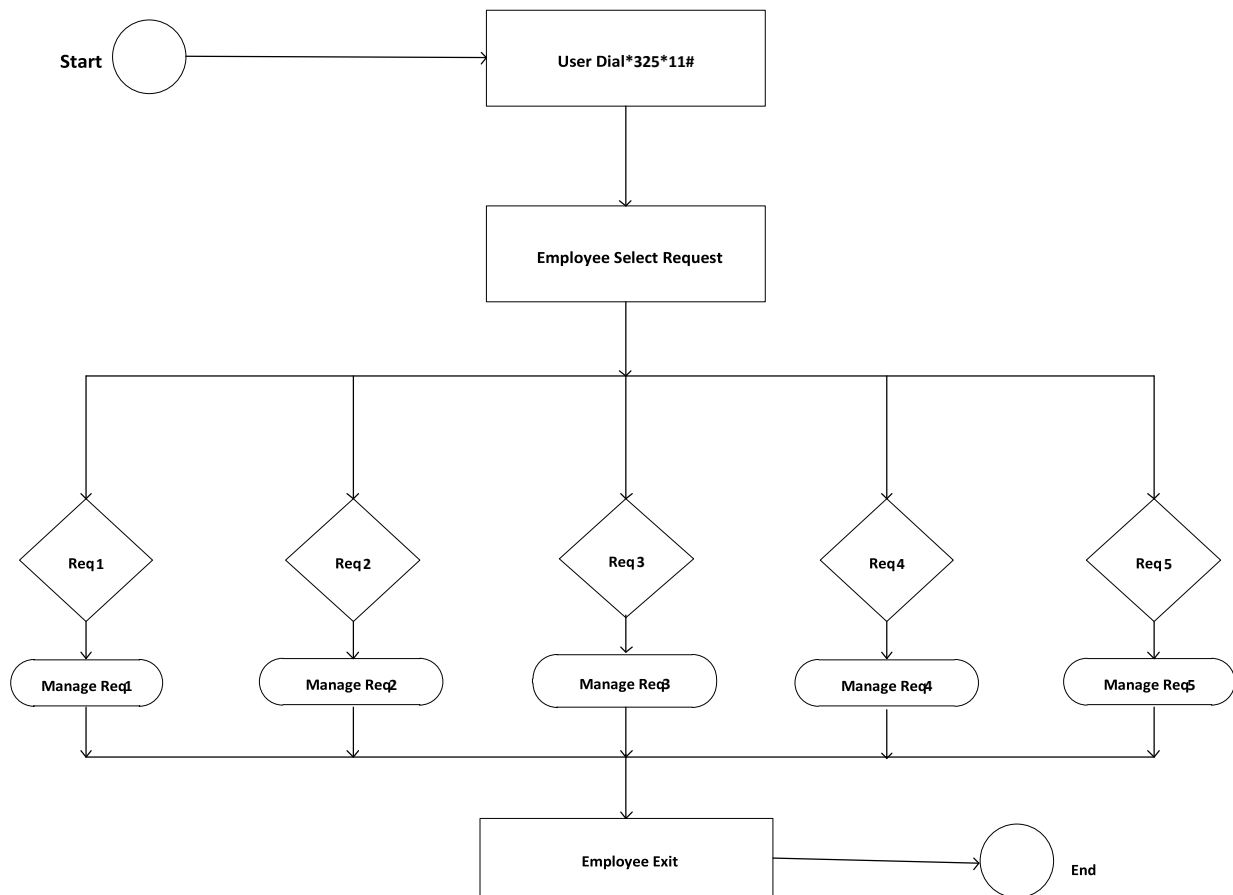 Start
User Dial*325*11#
Employee Select Request
Req 1
Req 2
Req 3
Req 4
Req 5
Manage Req1
Manage Req2
Manage Req3
Manage Req4
Manage Req5
Employee Exit
End